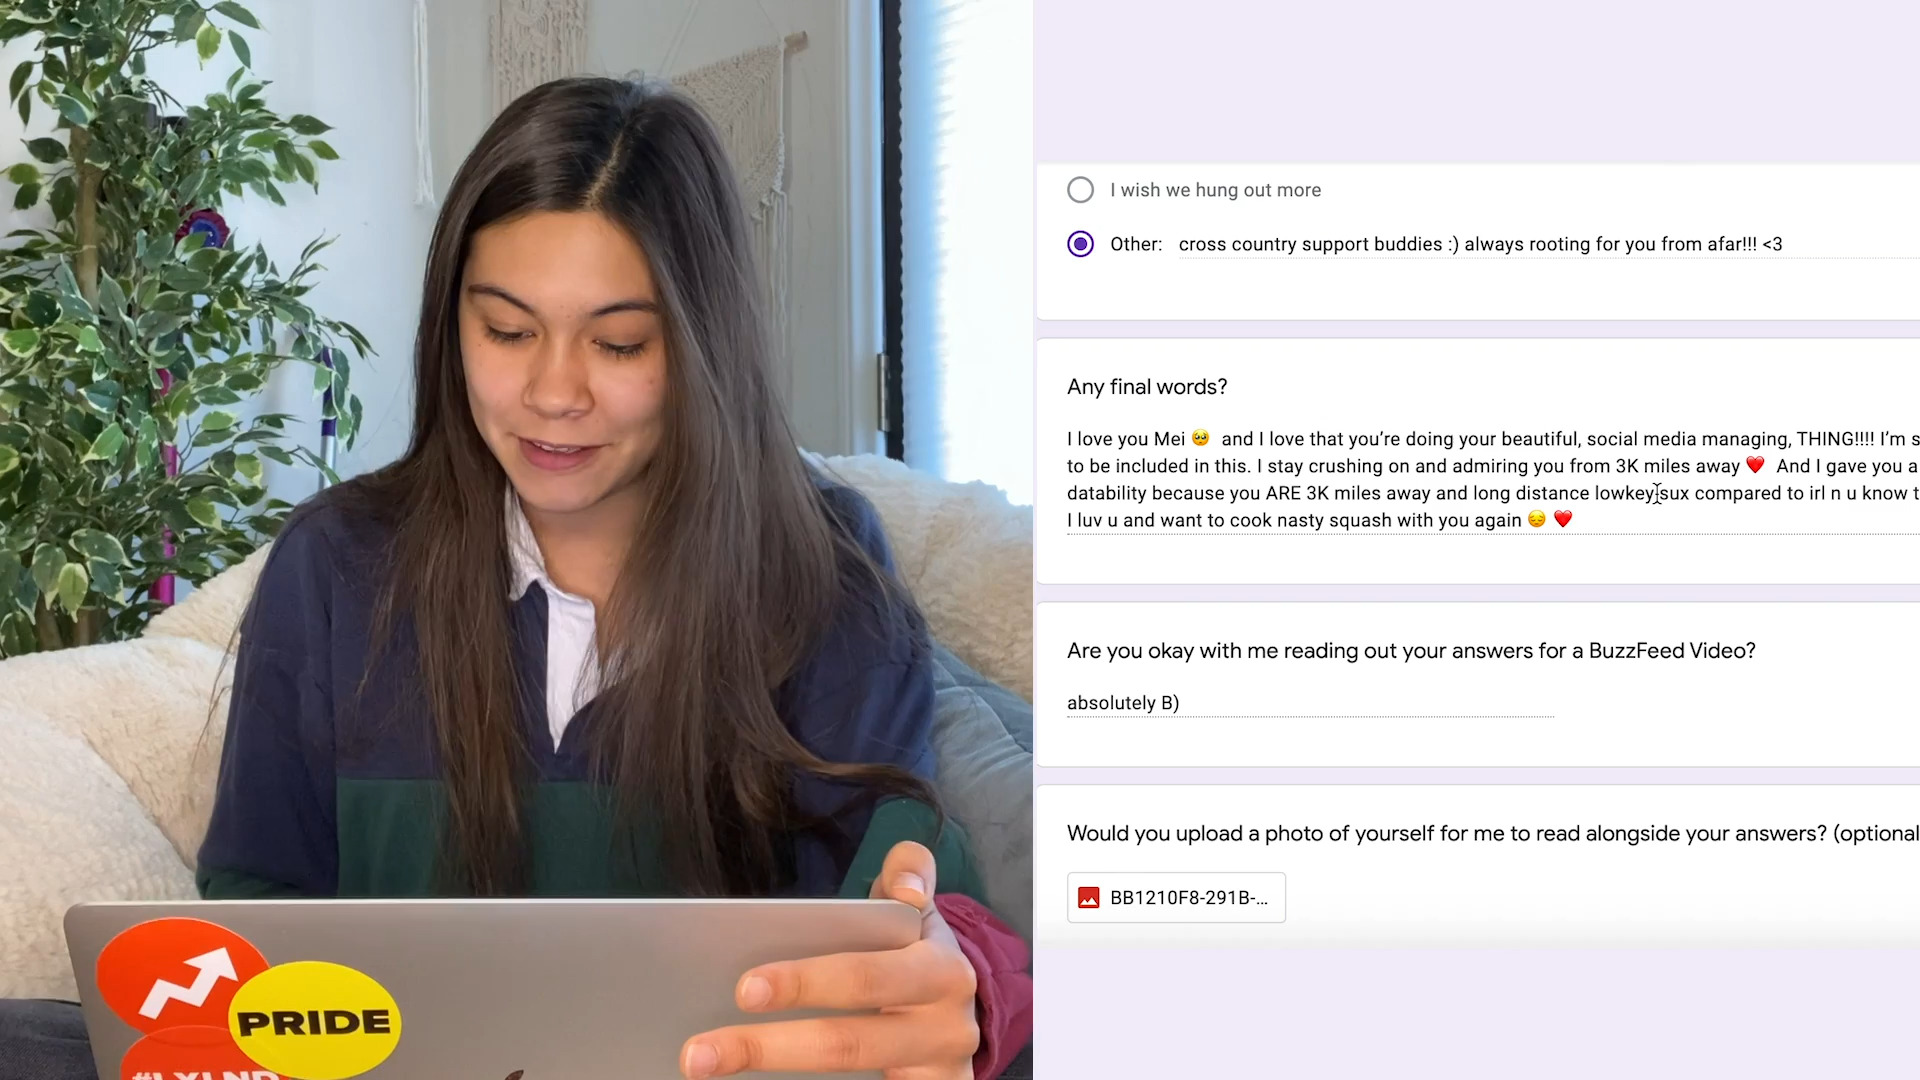 I wish we hung out more
Other: cross country support buddies :) always rooting for you from afar!!! <3
Any final words?
I love you Mei 🥺 and I love that you're doing your beautiful, social media managing, THING!!!! I'm s
to be included in this. I stay crushing on and admiring you from 3K miles away ❤️ And I gave you a
datability because you ARE 3K miles away and long distance lowkey sux compared to irl n u know t
I luv u and want to cook nasty squash with you again 😔 ❤️
Are you okay with me reading out your answers for a BuzzFeed Video?
absolutely B)
Would you upload a photo of yourself for me to read alongside your answers? (optional
BB1210F8-291B-...
PRIDE